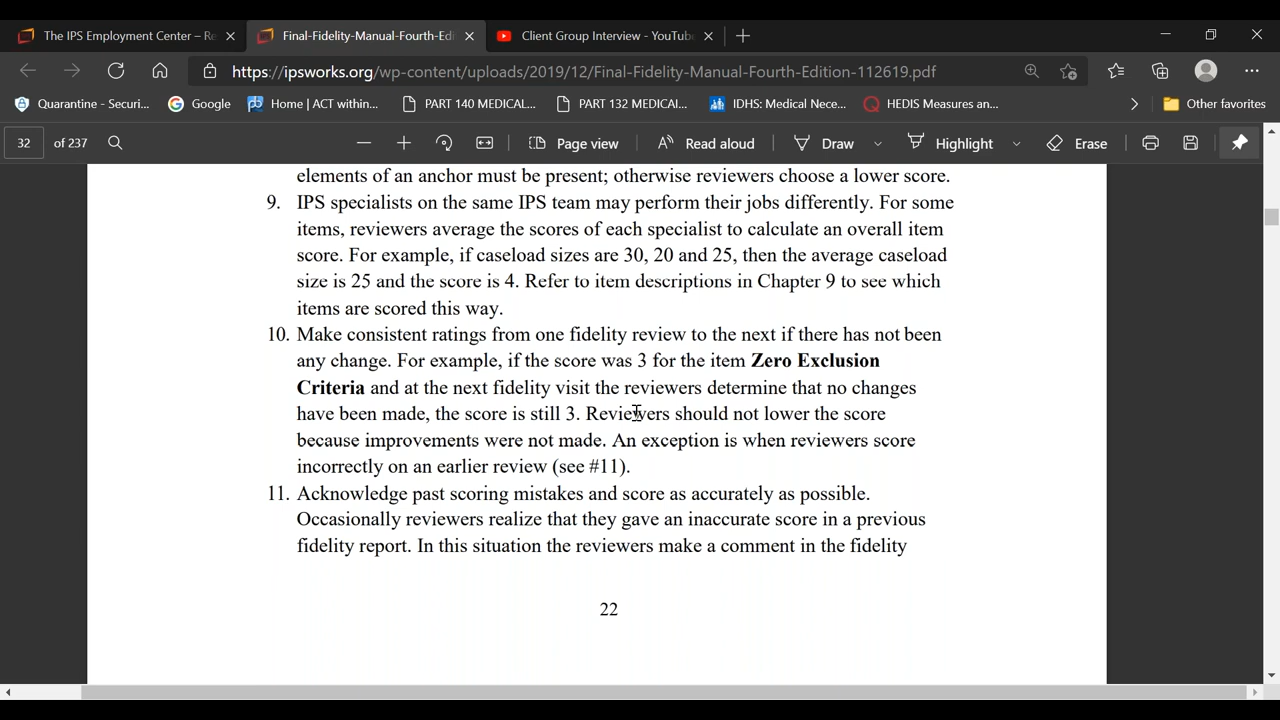 The IPS Employment Center – Re
Final-Fidelity-Manual-Fourth-Edi
Client Group Interview - YouTube
https://ipsworks.org/wp-content/uploads/2019/12/Final-Fidelity-Manual-Fourth-Edition-112619.pdf
Quarantine - Securi...
Google
Home | ACT within...
PART 140 MEDICAL...
PART 132 MEDICAL...
IDHS: Medical Nece...
HEDIS Measures an...
Other favorites
32 of 237
Page view
Read aloud
Draw
Highlight
Erase
elements of an anchor must be present; otherwise reviewers choose a lower score.
9. IPS specialists on the same IPS team may perform their jobs differently. For some
items, reviewers average the scores of each specialist to calculate an overall item
score. For example, if caseload sizes are 30, 20 and 25, then the average caseload
size is 25 and the score is 4. Refer to item descriptions in Chapter 9 to see which
items are scored this way.
10. Make consistent ratings from one fidelity review to the next if there has not been
any change. For example, if the score was 3 for the item Zero Exclusion
Criteria and at the next fidelity visit the reviewers determine that no changes
have been made, the score is still 3. Reviewers should not lower the score
because improvements were not made. An exception is when reviewers score
incorrectly on an earlier review (see #11).
11. Acknowledge past scoring mistakes and score as accurately as possible.
Occasionally reviewers realize that they gave an inaccurate score in a previous
fidelity report. In this situation the reviewers make a comment in the fidelity
22